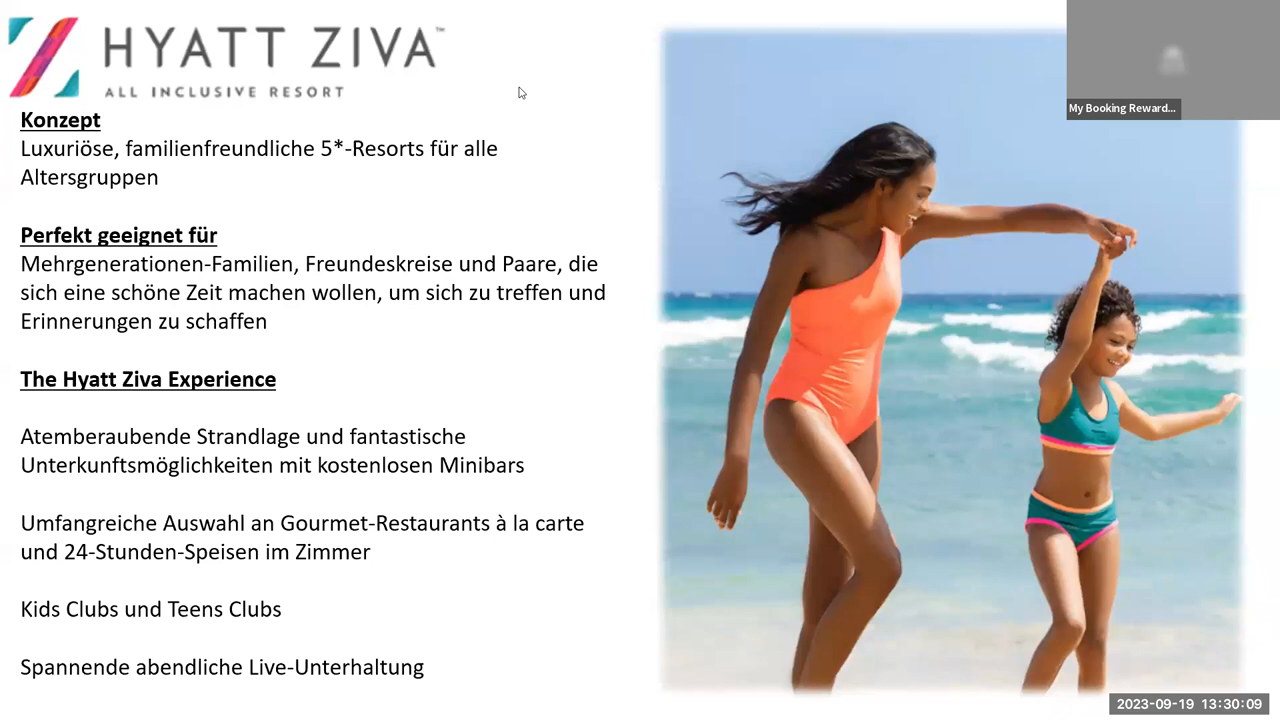 HYATT ZIVA™
ALL INCLUSIVE RESORT
My Booking Reward...
Konzept
Luxuriöse, familienfreundliche 5*-Resorts für alle
Altersgruppen
Perfekt geeignet für
Mehrgenerationen-Familien, Freundeskreise und Paare, die
sich eine schöne Zeit machen wollen, um sich zu treffen und
Erinnerungen zu schaffen
The Hyatt Ziva Experience
Atemberaubende Strandlage und fantastische
Unterkunftsmöglichkeiten mit kostenlosen Minibars
Umfangreiche Auswahl an Gourmet-Restaurants à la carte
und 24-Stunden-Speisen im Zimmer
Kids Clubs und Teens Clubs
Spannende abendliche Live-Unterhaltung
2023-09-19 13:30:09